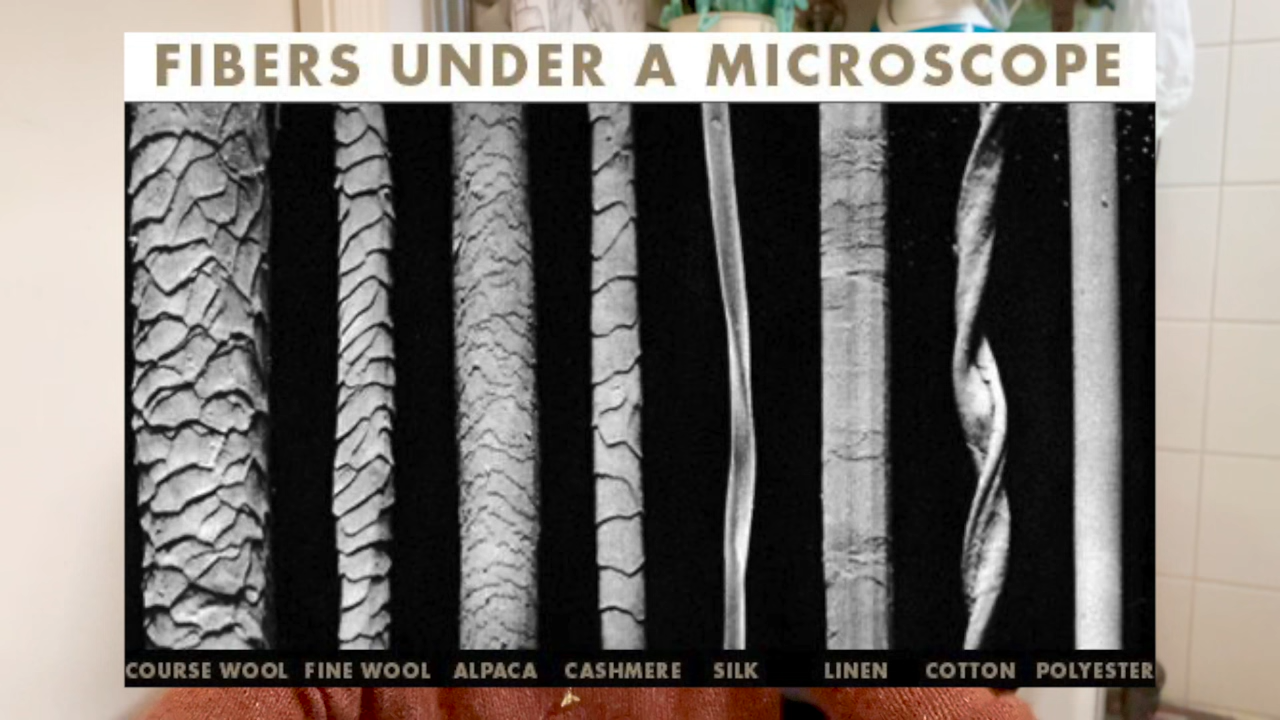 FIBERS UNDER A MICROSCOPE
COURSE WOOL FINE WOOL ALPACA CASHMERE SILK LINEN COTTON POLYESTER